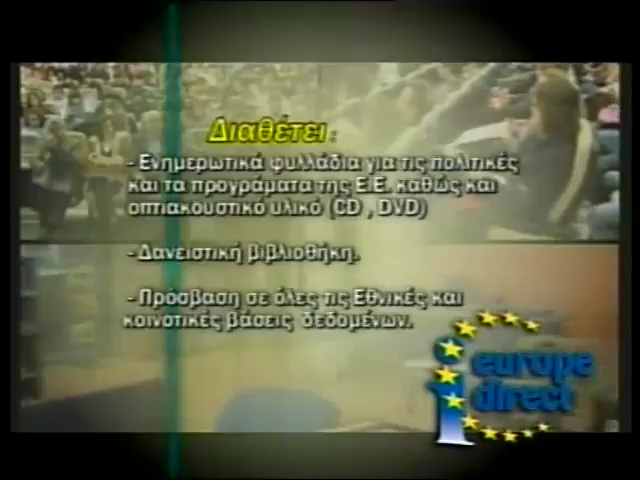 Διαθέτει:
- Ενημερωτικά φυλλάδια για τις πολιτικές
και τα προγράματα της Ε.Ε. καθώς και
οπτιακουστικό υλικό (CD , DVD)
- Δανειστική βιβλιοθήκη.
- Πρόσβαση σε όλες τις Εθνικές και
κοινοτικές βάσεις δεδομένων.
europe
direct